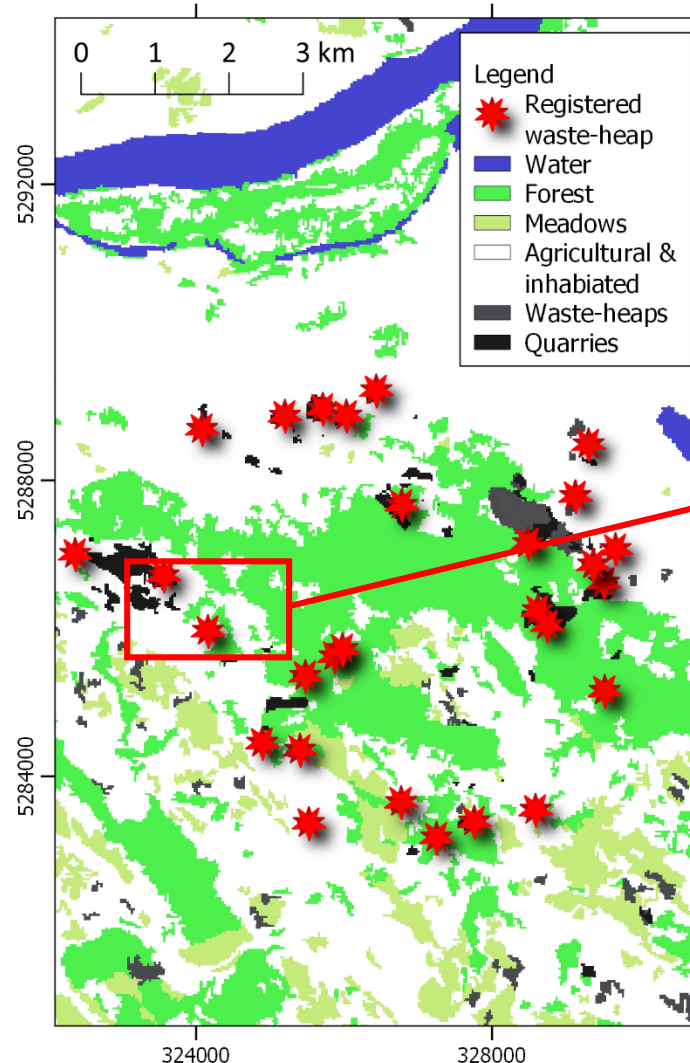 0 1 2 3 km
Legend
Registered
waste-heap
Water
Forest
Meadows
Agricultural &
inhabiated
Waste-heaps
Quarries
5292000
5288000
5284000
324000 328000